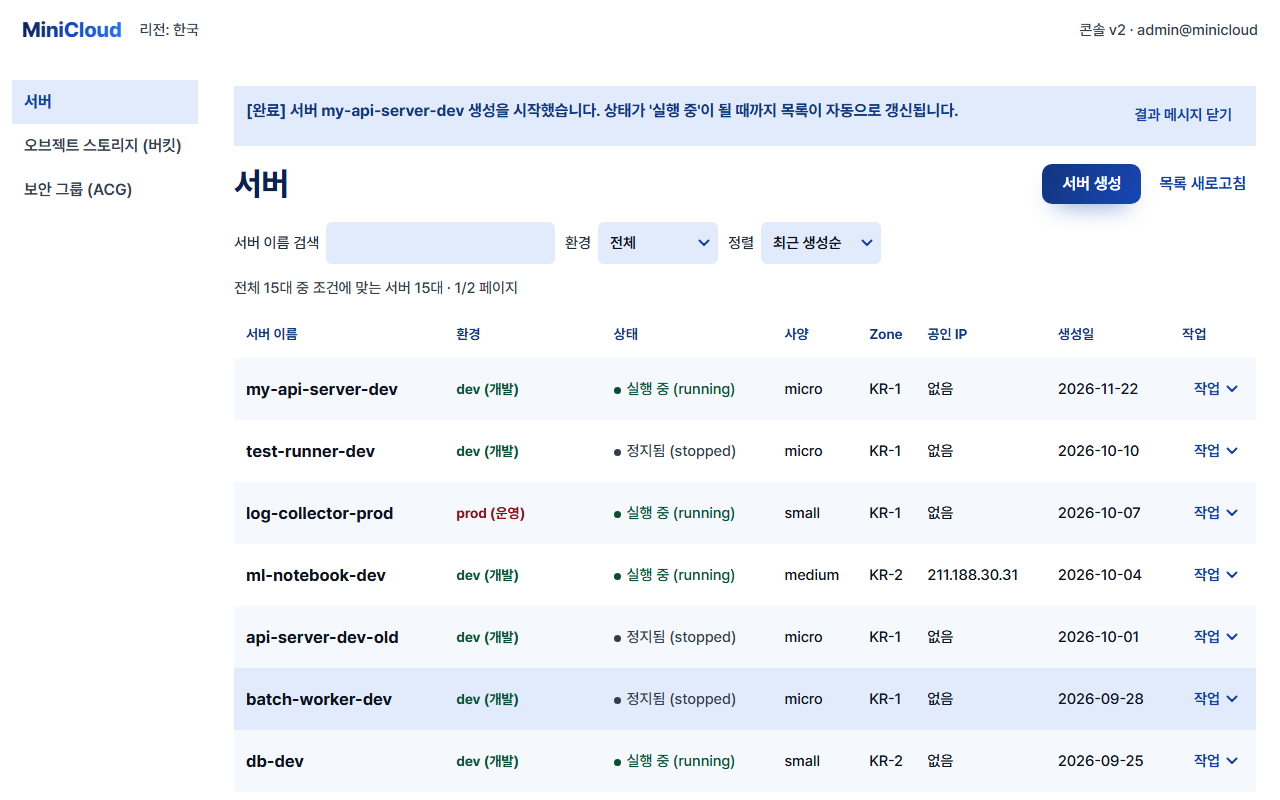 MiniCloud 리전: 한국 콘솔 v2 · admin@minicloud
서버
오브젝트 스토리지 (버킷)
보안 그룹 (ACG)
[완료] 서버 my-api-server-dev 생성을 시작했습니다. 상태가 '실행 중'이 될 때까지 목록이 자동으로 갱신됩니다. 결과 메시지 닫기
서버 서버 생성 목록 새로고침
서버 이름 검색 환경 전체 정렬 최근 생성순
전체 15대 중 조건에 맞는 서버 15대 · 1/2 페이지
서버 이름 환경 상태 사양 Zone 공인 IP 생성일 작업
my-api-server-dev dev (개발) 실행 중 (running) micro KR-1 없음 2026-11-22 작업
test-runner-dev dev (개발) 정지됨 (stopped) micro KR-1 없음 2026-10-10 작업
log-collector-prod prod (운영) 실행 중 (running) small KR-1 없음 2026-10-07 작업
ml-notebook-dev dev (개발) 실행 중 (running) medium KR-2 211.188.30.31 2026-10-04 작업
api-server-dev-old dev (개발) 정지됨 (stopped) micro KR-1 없음 2026-10-01 작업
batch-worker-dev dev (개발) 정지됨 (stopped) micro KR-1 없음 2026-09-28 작업
db-dev dev (개발) 실행 중 (running) small KR-2 없음 2026-09-25 작업